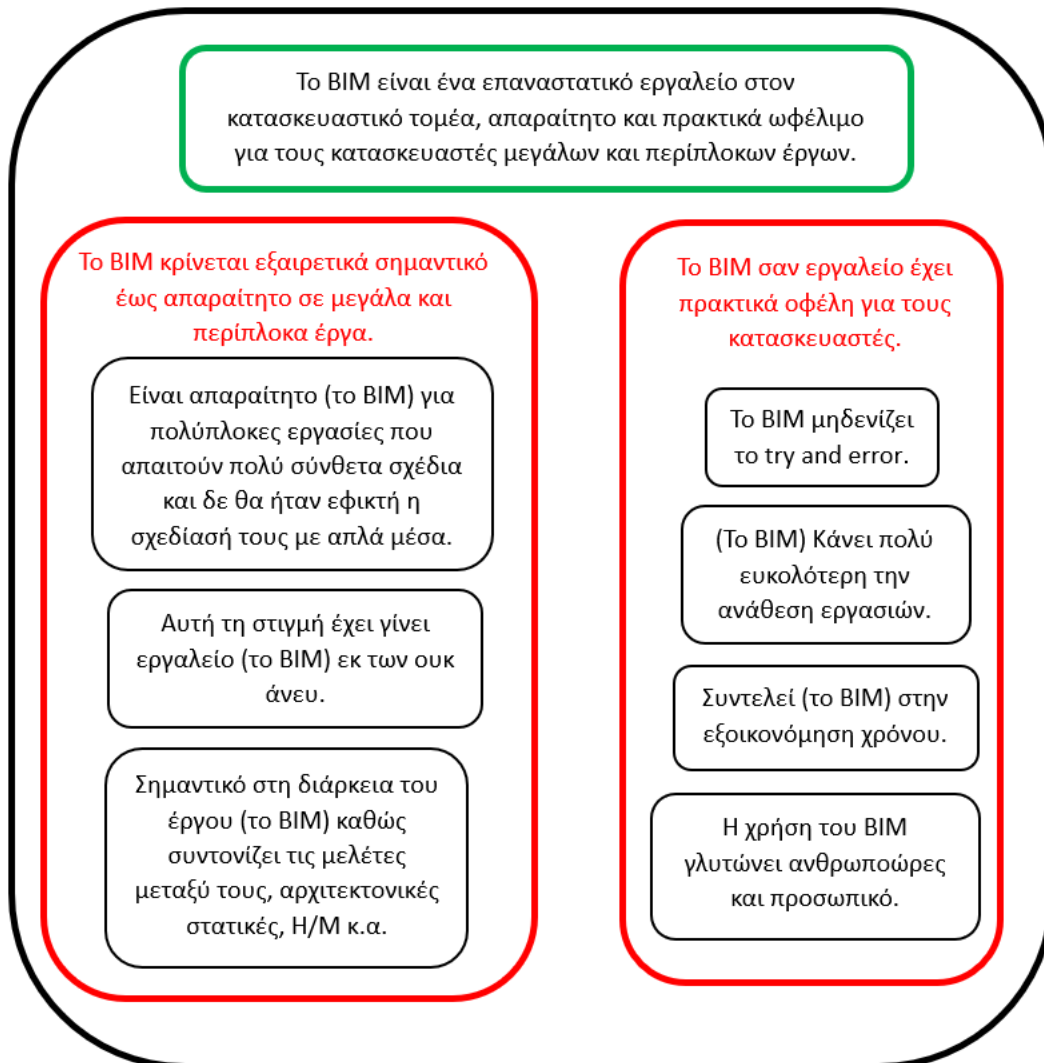 Το BIM είναι ένα επαναστατικό εργαλείο στον
κατασκευαστικό τομέα, απαραίτητο και πρακτικά ωφέλιμο
για τους κατασκευαστές μεγάλων και περίπλοκων έργων.
Το BIM κρίνεται εξαιρετικά σημαντικό
έως απαραίτητο σε μεγάλα και
περίπλοκα έργα.
Είναι απαραίτητο (το BIM) για
πολύπλοκες εργασίες που
απαιτούν πολύ σύνθετα σχέδια
και δε θα ήταν εφικτή η
σχεδίασή τους με απλά μέσα.
Αυτή τη στιγμή έχει γίνει
εργαλείο (το BIM) εκ των ουκ
άνευ.
Σημαντικό στη διάρκεια του
έργου (το BIM) καθώς
συντονίζει τις μελέτες
μεταξύ τους, αρχιτεκτονικές
στατικές, Η/Μ κ.α.
Το BIM σαν εργαλείο έχει
πρακτικά οφέλη για τους
κατασκευαστές.
Το BIM μηδενίζει
το try and error.
(Το BIM) Κάνει πολύ
ευκολότερη την
ανάθεση εργασιών.
Συντελεί (το BIM) στην
εξοικονόμηση χρόνου.
Η χρήση του BIM
γλυτώνει ανθρωποώρες
και προσωπικό.